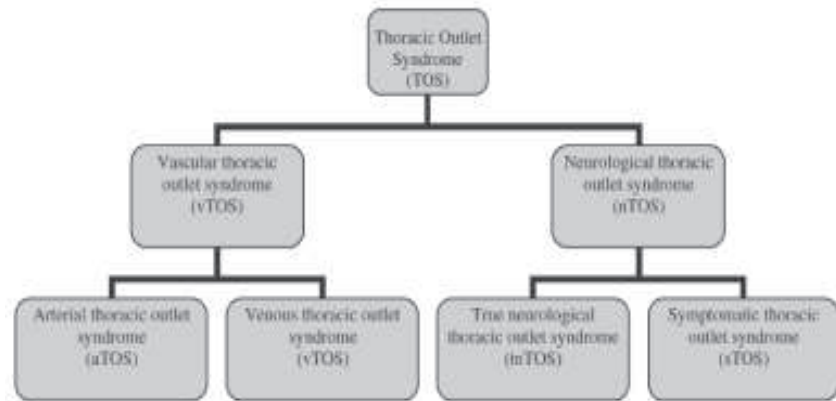 Thoracic Outlet
Syndrome
(TOS)
Vascular thoracic
outlet syndrome
(vTOS)
Neurological thoracic
outlet syndrome
(nTOS)
Arterial thoracic outlet
syndrome
(aTOS)
Venous thoracic outlet
syndrome
(vTOS)
True neurological
thoracic outlet syndrome
(tnTOS)
Symptomatic thoracic
outlet syndrome
(sTOS)